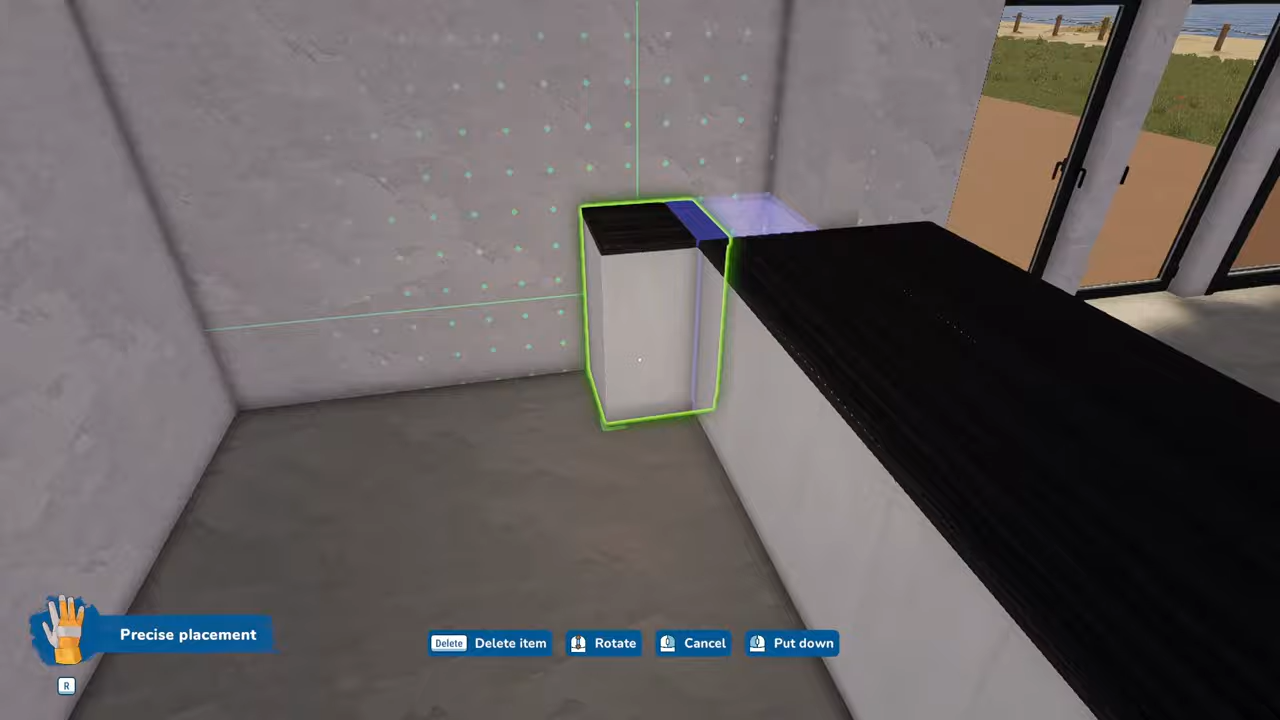 Precise placement
R
Delete Delete item
Rotate
Cancel
Put down